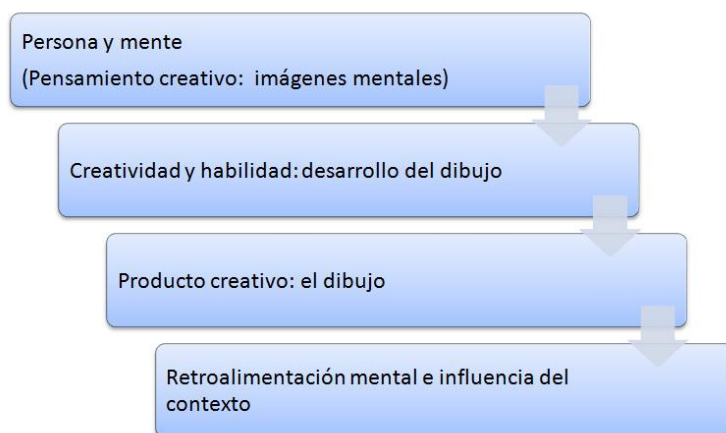 Persona y mente
(Pensamiento creativo: imágenes mentales)
Creatividad y habilidad: desarrollo del dibujo
Producto creativo: el dibujo
Retroalimentación mental e influencia del
contexto